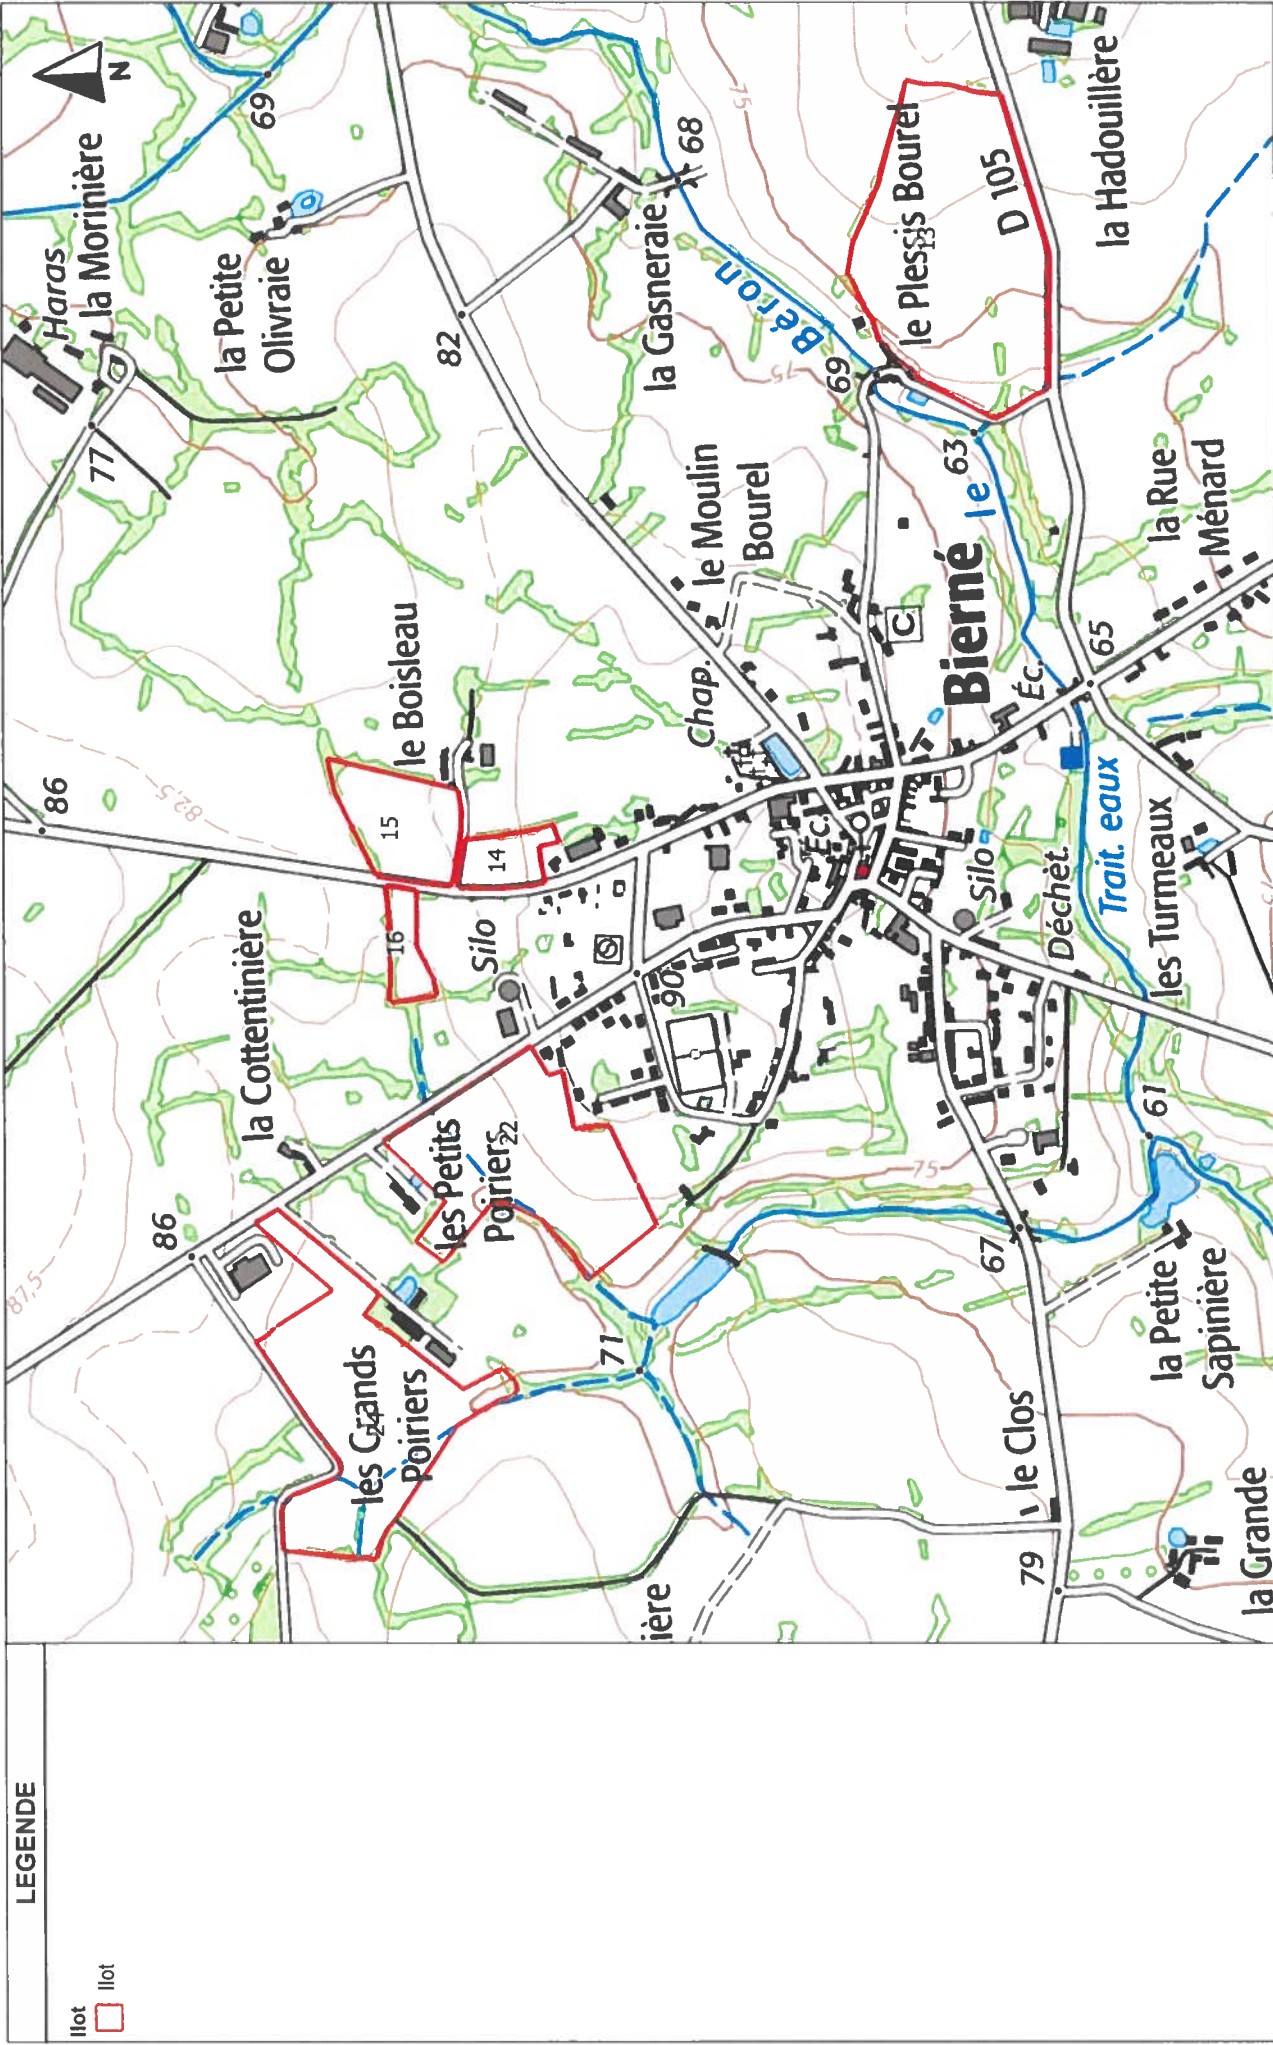 LEGENDE
Ilot
Ilot
N
Haras
la Morinière
69
77
la Petite
Olivraie
82
la Gasneraie
68
75
le Plessis Bourel
13
D 105
la Hadouillère
Béron
75
69
63
le
le Moulin
Bourel
la Rue
Ménard
86
82,5
le Boisleau
15
14
16
Chap.
C
Bierné
Éc.
65
la Cottentinière
Silo
Éc.
Silo
Déchèt.
Trait. eaux
les Turmeaux
90
86
87,5
les Petits
Poiriers
22
75
61
67
la Petite
Sapinière
les Grands
24
Poiriers
71
le Clos
79
ière
la Grande